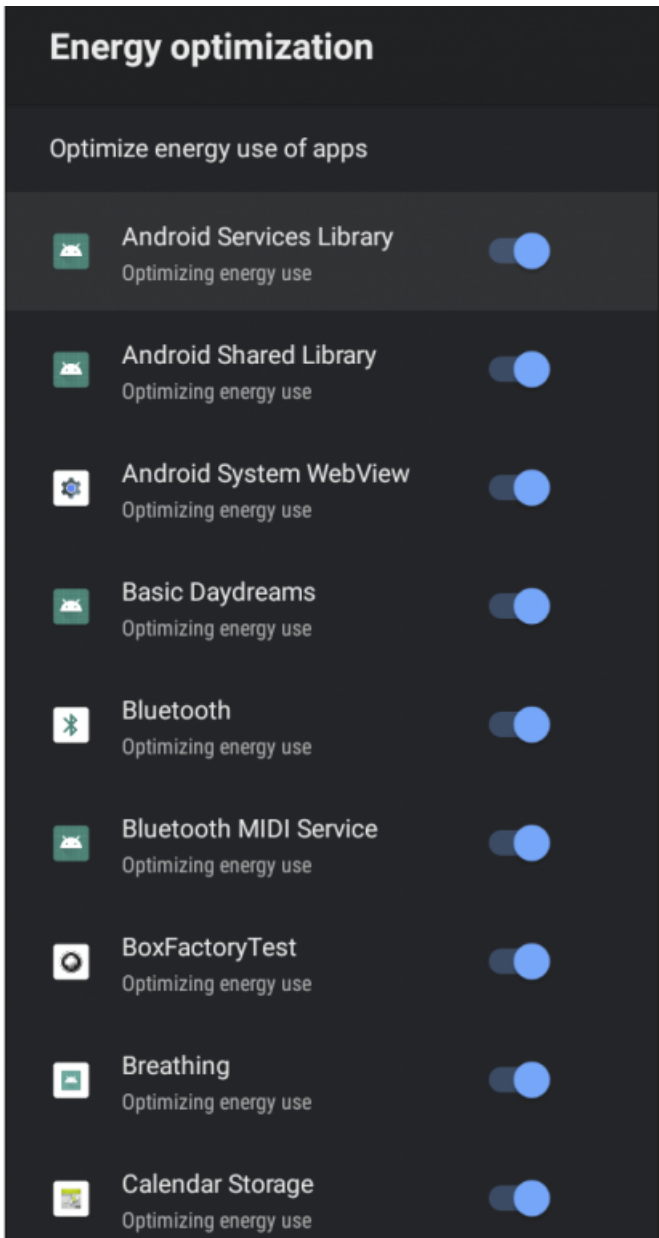 Energy optimization
Optimize energy use of apps
Android Services Library
Optimizing energy use
Android Shared Library
Optimizing energy use
Android System WebView
Optimizing energy use
Basic Daydreams
Optimizing energy use
Bluetooth
Optimizing energy use
Bluetooth MIDI Service
Optimizing energy use
BoxFactoryTest
Optimizing energy use
Breathing
Optimizing energy use
Calendar Storage
Optimizing energy use